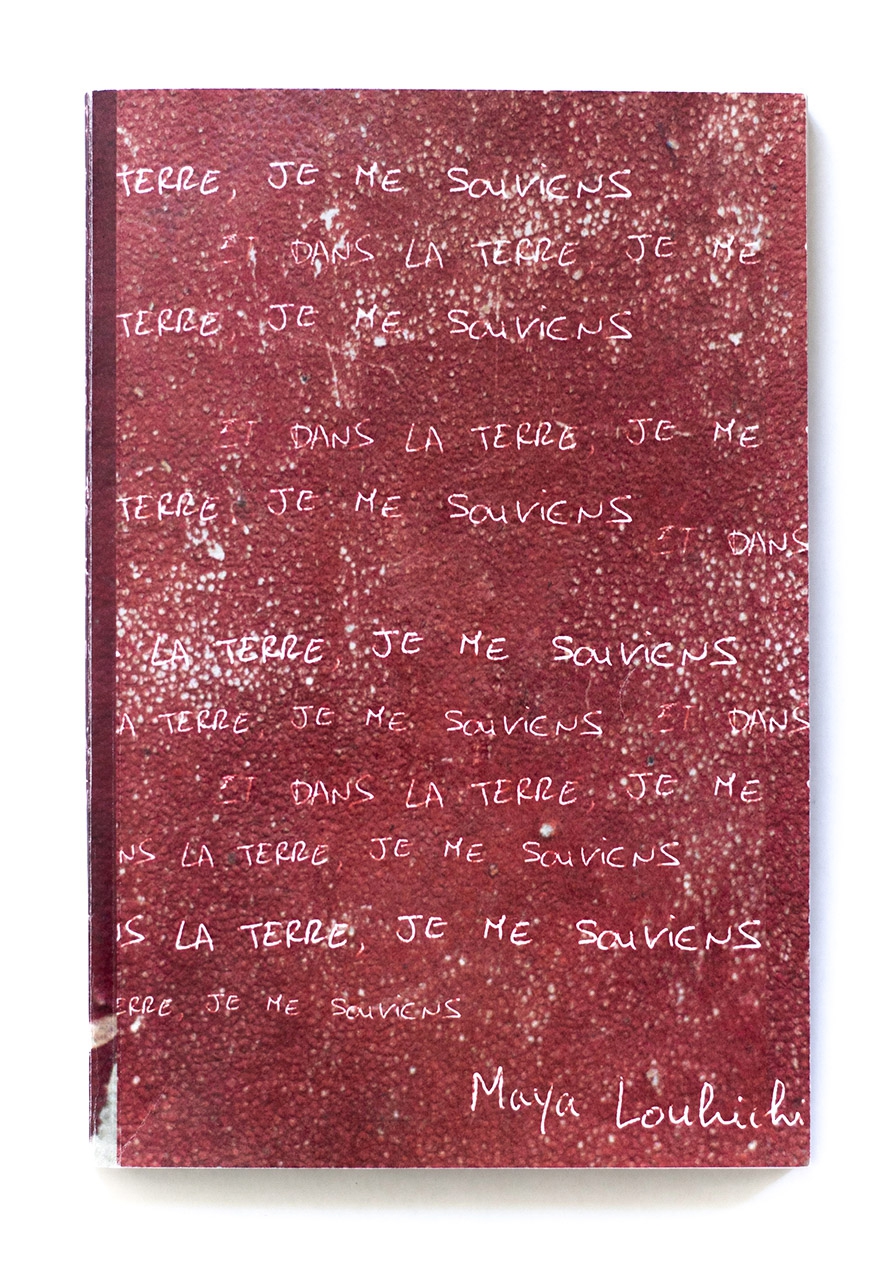 TERRE, JE ME SOUVIENS
ET DANS LA TERRE JE ME
TERRE, JE ME SOUVIENS
ET DANS LA TERRE, JE ME
TERRE JE ME SOUVIENS
ET DANS
LA TERRE, JE ME SOUVIENS
LA TERRE JE ME SOUVIENS ET DANS
ET DANS LA TERRE, JE ME
NS LA TERRE, JE ME SOUVIENS
NS LA TERRE, JE ME SOUVIENS
ERRE, JE ME SOUVIENS
Maya Louhichi